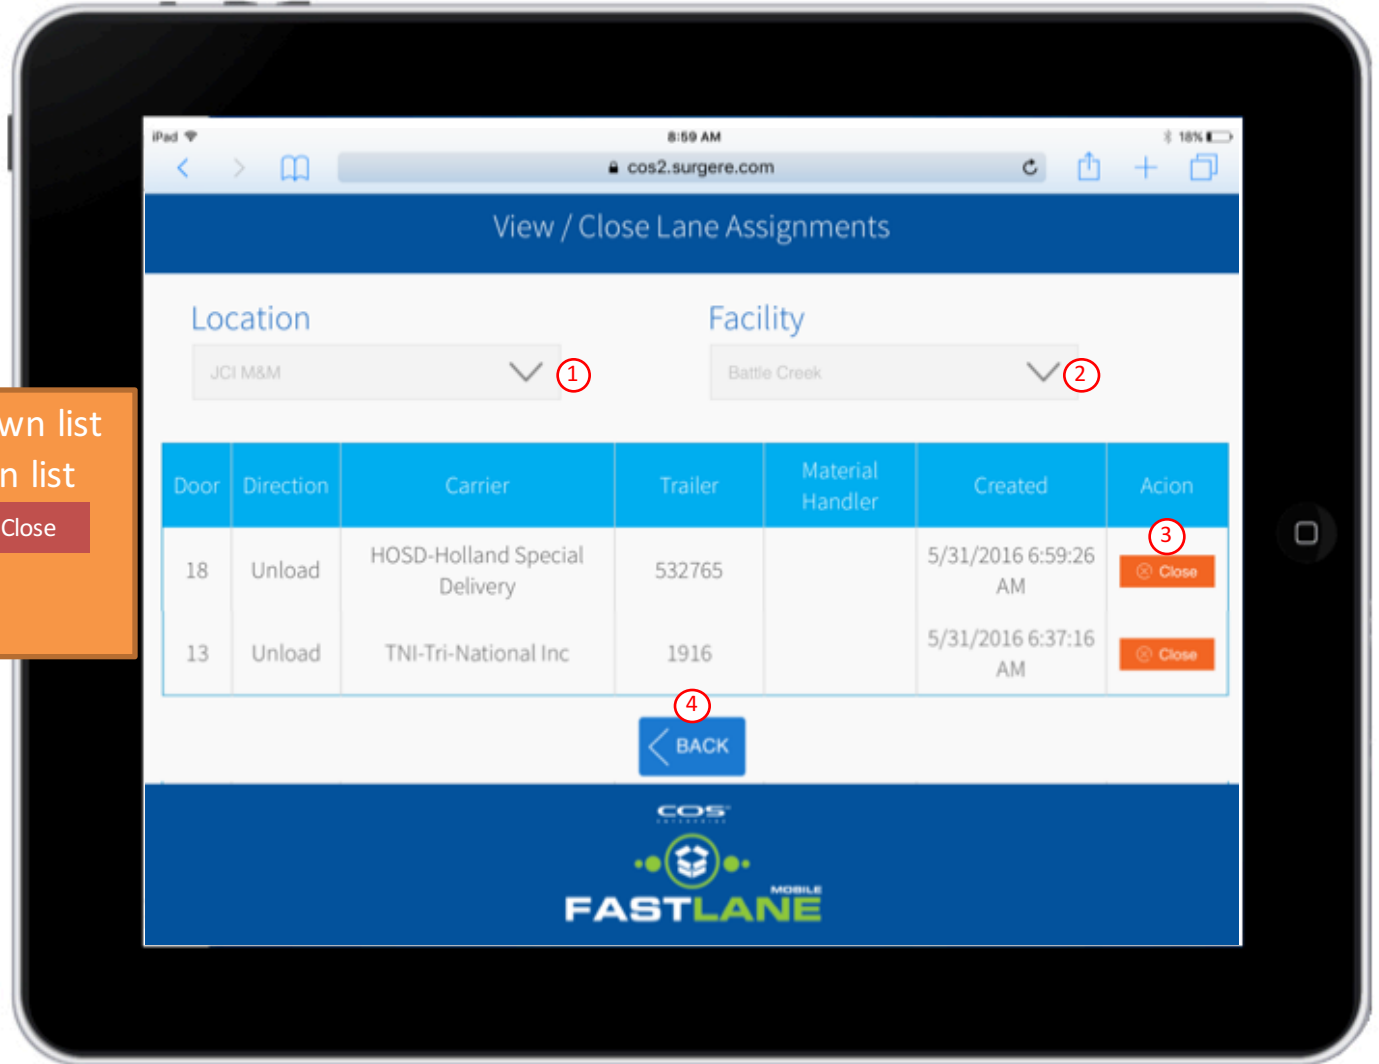 iPad 8:59 AM 18%
cos2.surgere.com
View / Close Lane Assignments
Location Facility
JCI M&M 1 Battle Creek 2
wn list
n list
Close
Door Direction Carrier Trailer Material Handler Created Acion
3
18 Unload HOSD-Holland Special Delivery 532765 5/31/2016 6:59:26 AM Close
13 Unload TNI-Tri-National Inc 1916 5/31/2016 6:37:16 AM Close
4
BACK
COS
ENTERPRISE
MOBILE
FASTLANE